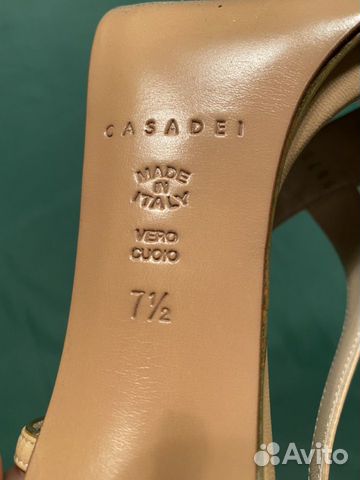 CASADEI
MADE
IN
ITALY
VERO
CUOIO
7½
Avito